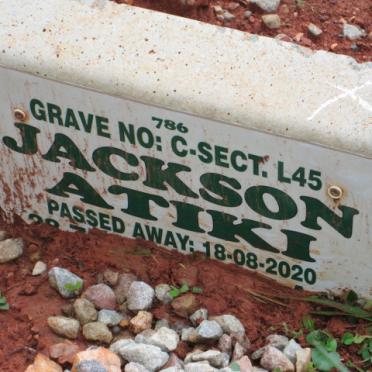 786
GRAVE NO: C-SECT. L45
JACKSON
ATIKI
PASSED AWAY: 18-08-2020